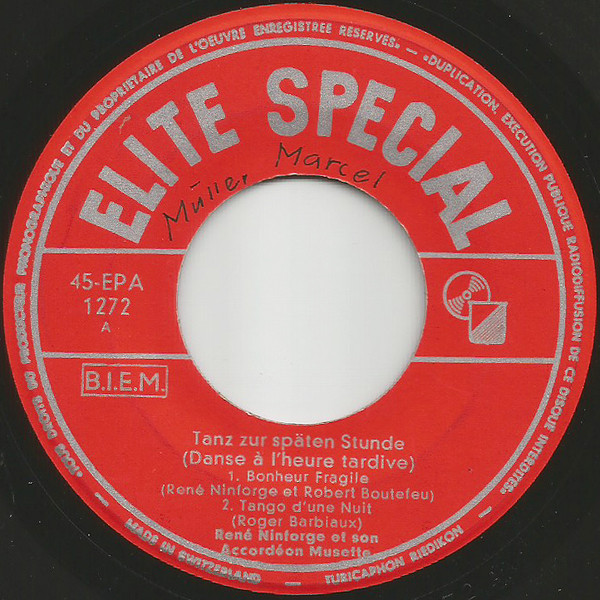 «TOUS DROITS DU PRODUCTEUR PHONOGRAPHIQUE ET DU PROPRIETAIRE DE L'OEUVRE ENREGISTREE RESERVES» — «DUPLICATION, EXECUTION PUBLIQUE RADIODIFFUSION DE CE DISQUE INTERDITES»
ELITE SPECIAL
Müller, Marcel
45-EPA
1272
A
B.I.E.M.
Tanz zur späten Stunde
(Danse à l'heure tardive)
1. Bonheur Fragile
(René Ninforge et Robert Boutefeu)
2. Tango d'une Nuit
(Roger Barbiaux)
René Ninforge et son
Accordéon Musette
MADE IN SWITZERLAND — TURICAPHON RIEDIKON